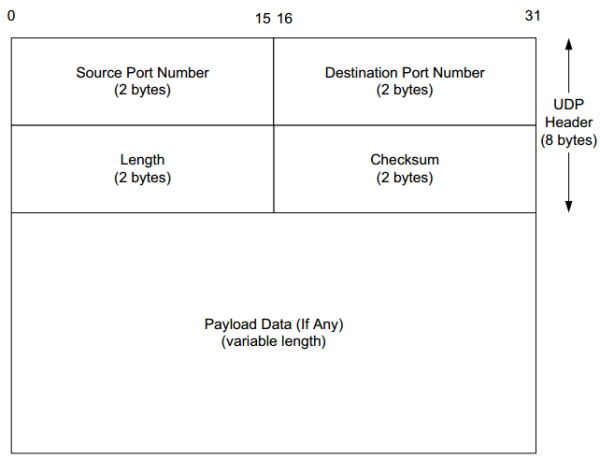 0 15 16 31
Source Port Number
(2 bytes)
Destination Port Number
(2 bytes)
UDP
Header
(8 bytes)
Length
(2 bytes)
Checksum
(2 bytes)
Payload Data (If Any)
(variable length)